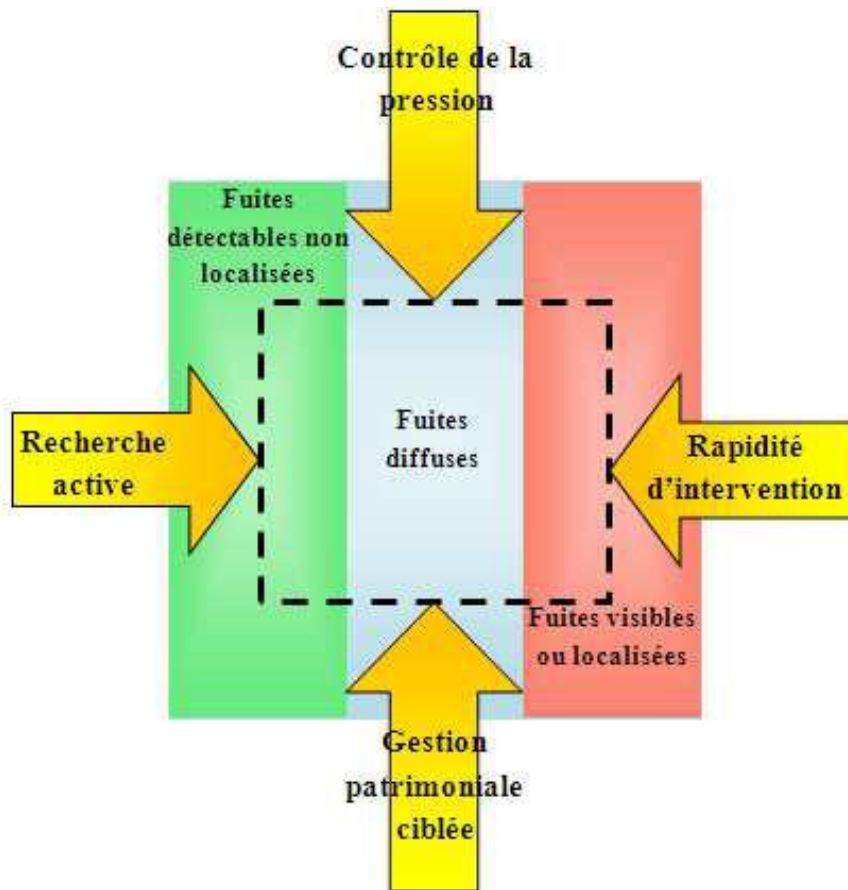 Contrôle de la
pression
Fuites
détectables non
localisées
Fuites
diffuses
Recherche
active
Rapidité
d'intervention
Fuites visibles
ou localisées
Gestion
patrimoniale
ciblée